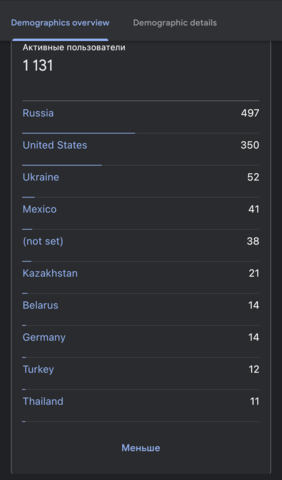 Demographics overview Demographic details
Активные пользователи
1 131
Russia 497
United States 350
Ukraine 52
Mexico 41
(not set) 38
Kazakhstan 21
Belarus 14
Germany 14
Turkey 12
Thailand 11
Меньше